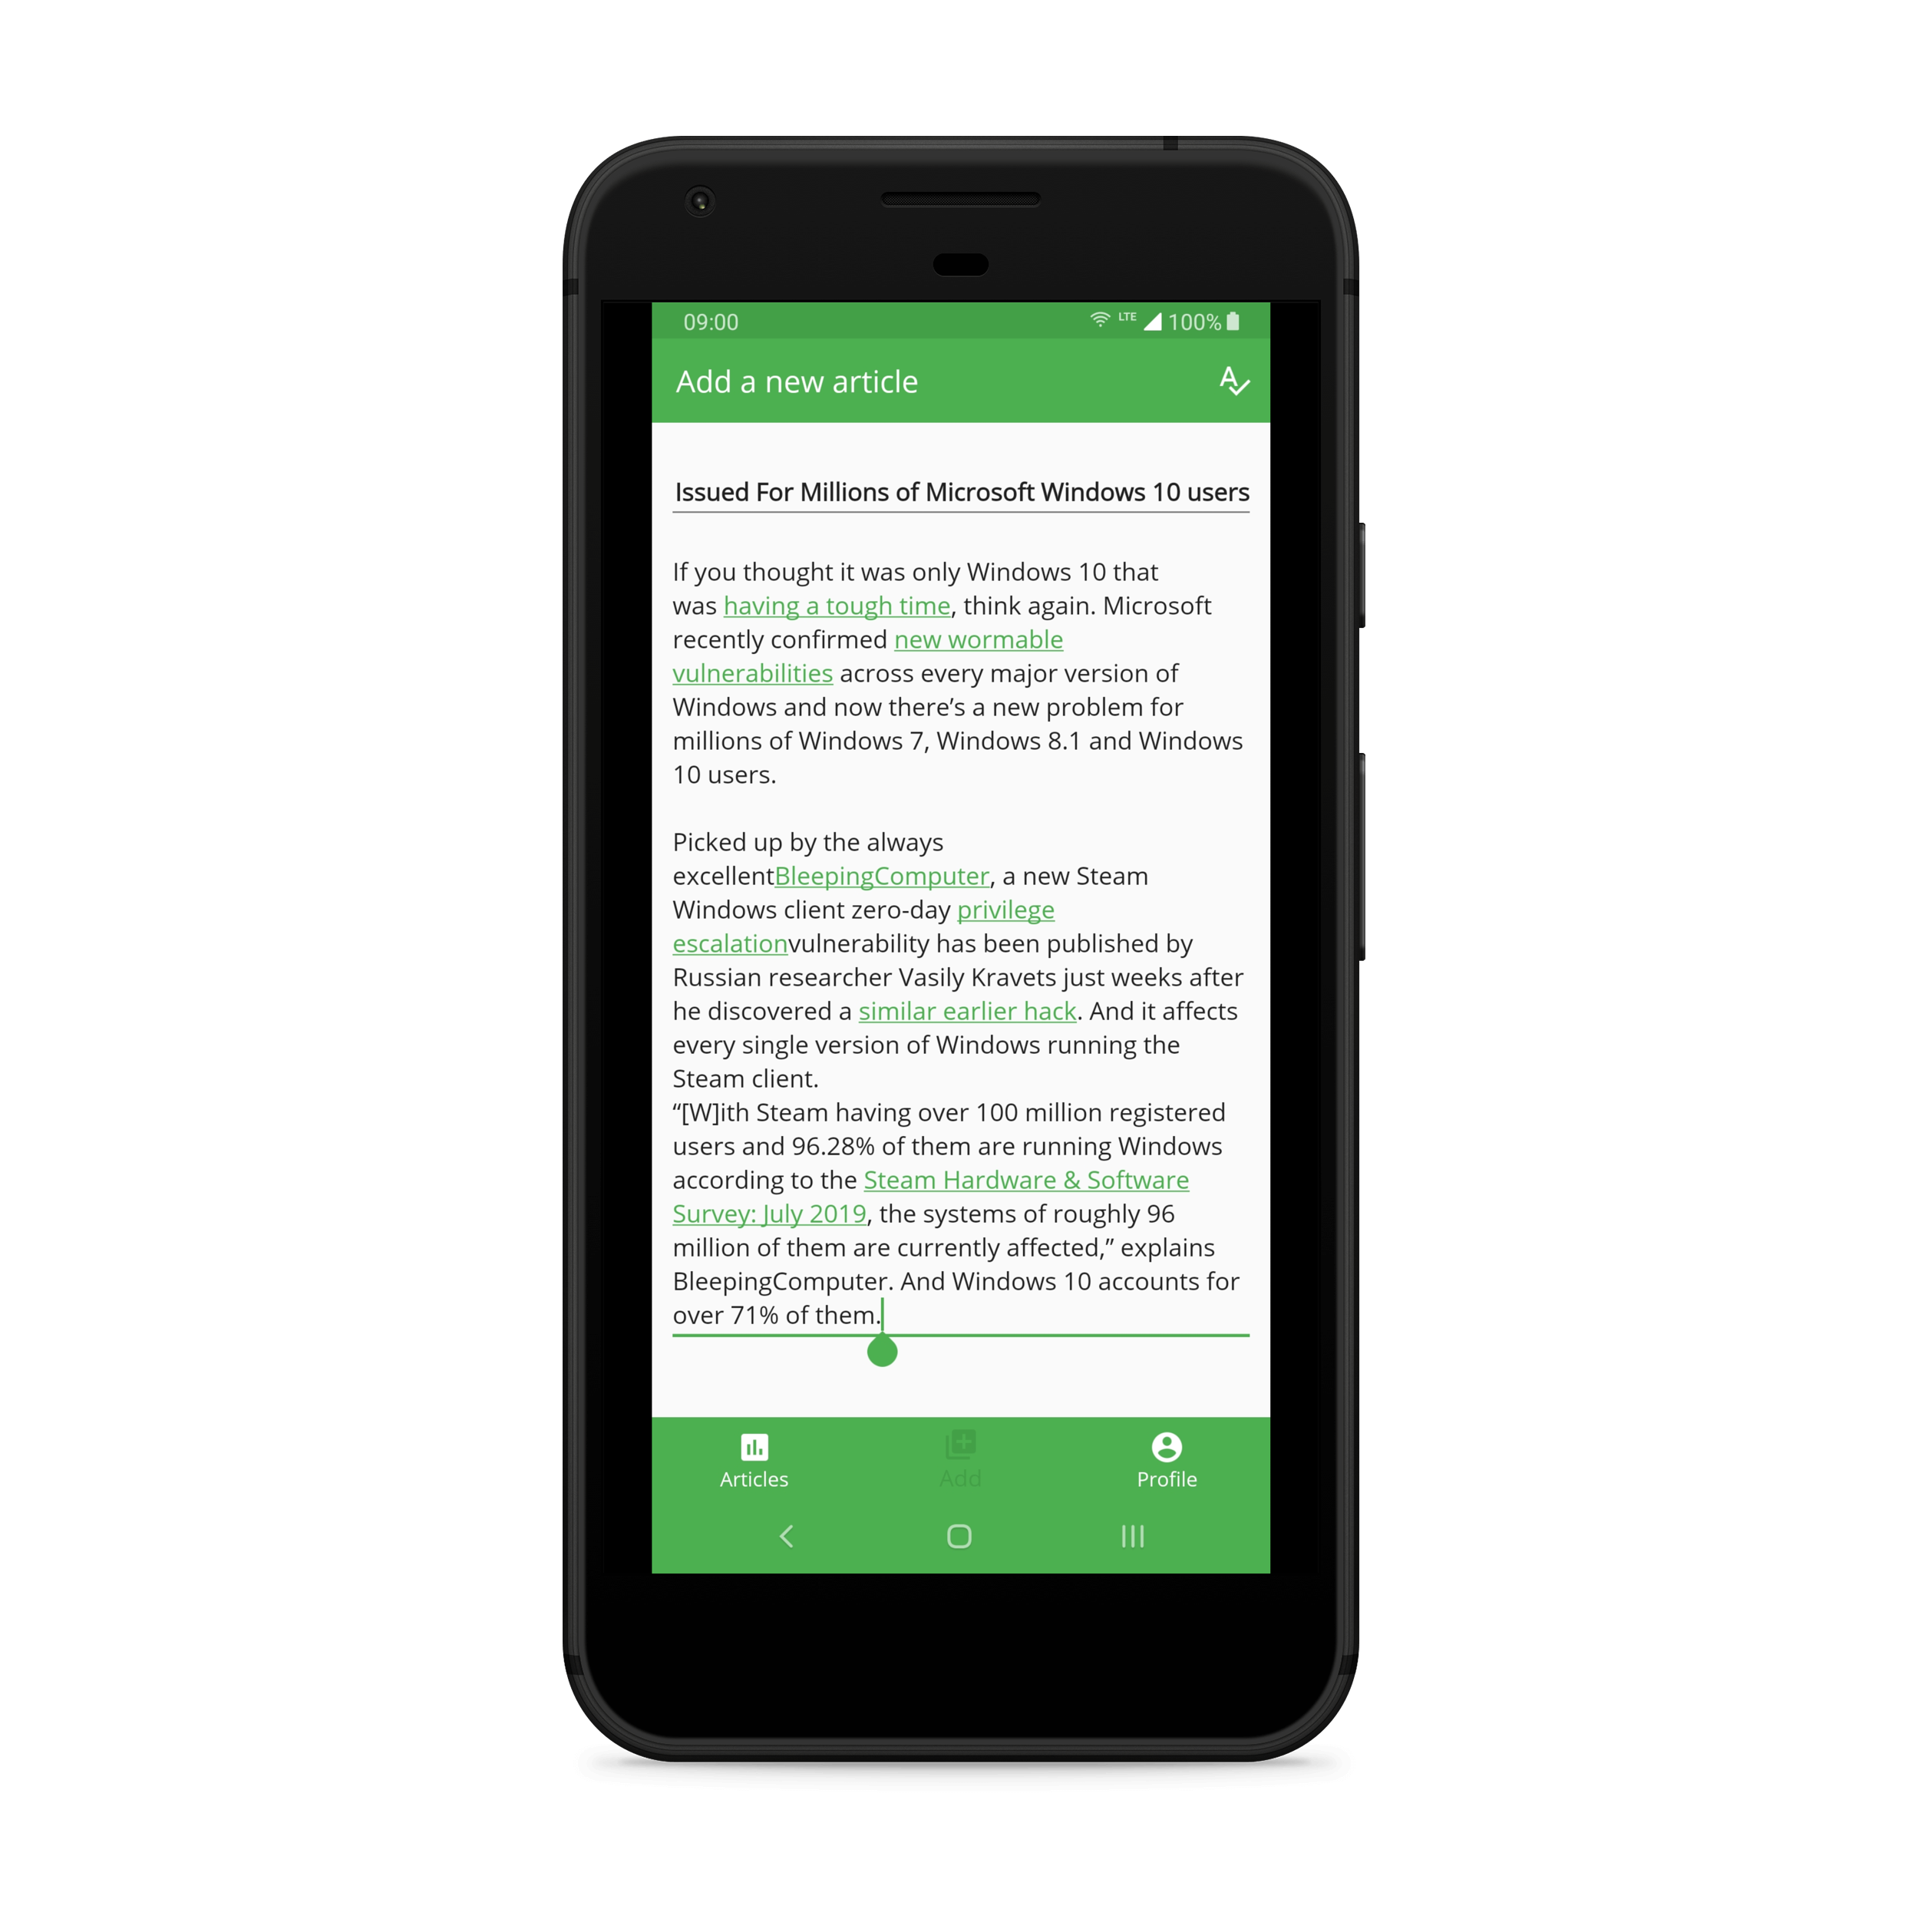 09:00 LTE 100%
Add a new article
Issued For Millions of Microsoft Windows 10 users
If you thought it was only Windows 10 that
was having a tough time, think again. Microsoft
recently confirmed new wormable
vulnerabilities across every major version of
Windows and now there’s a new problem for
millions of Windows 7, Windows 8.1 and Windows
10 users.
Picked up by the always
excellentBleepingComputer, a new Steam
Windows client zero-day privilege
escalationvulnerability has been published by
Russian researcher Vasily Kravets just weeks after
he discovered a similar earlier hack. And it affects
every single version of Windows running the
Steam client.
“[W]ith Steam having over 100 million registered
users and 96.28% of them are running Windows
according to the Steam Hardware & Software
Survey: July 2019, the systems of roughly 96
million of them are currently affected,” explains
BleepingComputer. And Windows 10 accounts for
over 71% of them.
Articles Add Profile